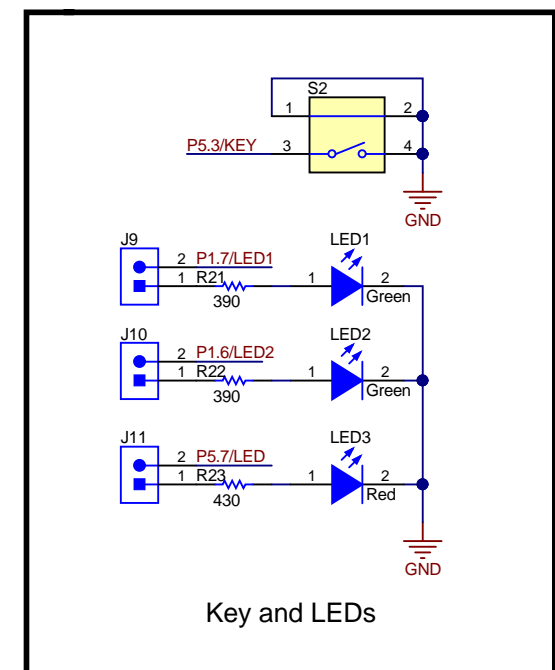 S2
1 2
P5.3/KEY 3 4
GND
J9 LED1
2 P1.7/LED1
1 R21 1 2
390 Green
J10 LED2
2 P1.6/LED2
1 R22 1 2
390 Green
J11 LED3
2 P5.7/LED
1 R23 1 2
430 Red
GND
Key and LEDs